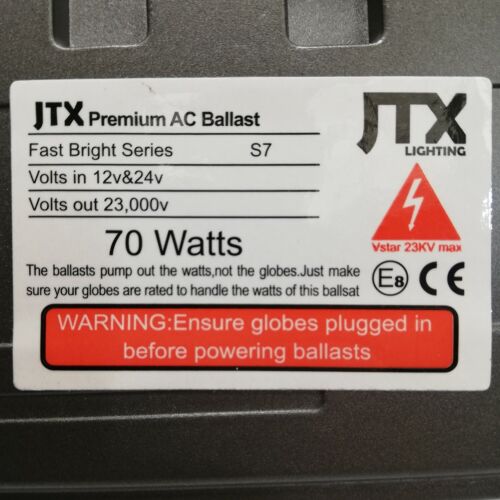 JTX Premium AC Ballast
JTX
LIGHTING
Fast Bright Series S7
Volts in 12v&24v
Volts out 23,000v
70 Watts
Vstar 23KV max
The ballasts pump out the watts,not the globes.Just make
sure your globes are rated to handle the watts of this ballsat
E8 CE
WARNING:Ensure globes plugged in
before powering ballasts